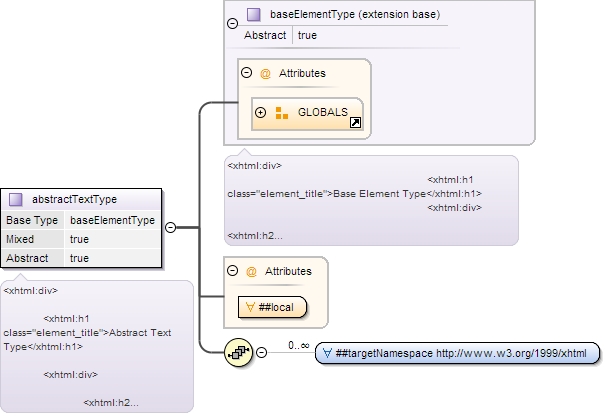 baseElementType (extension base)
Abstract true
@ Attributes
GLOBALS
<xhtml:div>
<xhtml:h1
class="element_title">Base Element Type</xhtml:h1>
<xhtml:div>
<xhtml:h2...
abstractTextType
Base Type baseElementType
Mixed true
Abstract true
<xhtml:div>
<xhtml:h1
class="element_title">Abstract Text
Type</xhtml:h1>
<xhtml:div>
<xhtml:h2...
@ Attributes
∀ ##local
0..∞
∀ ##targetNamespace http://www.w3.org/1999/xhtml